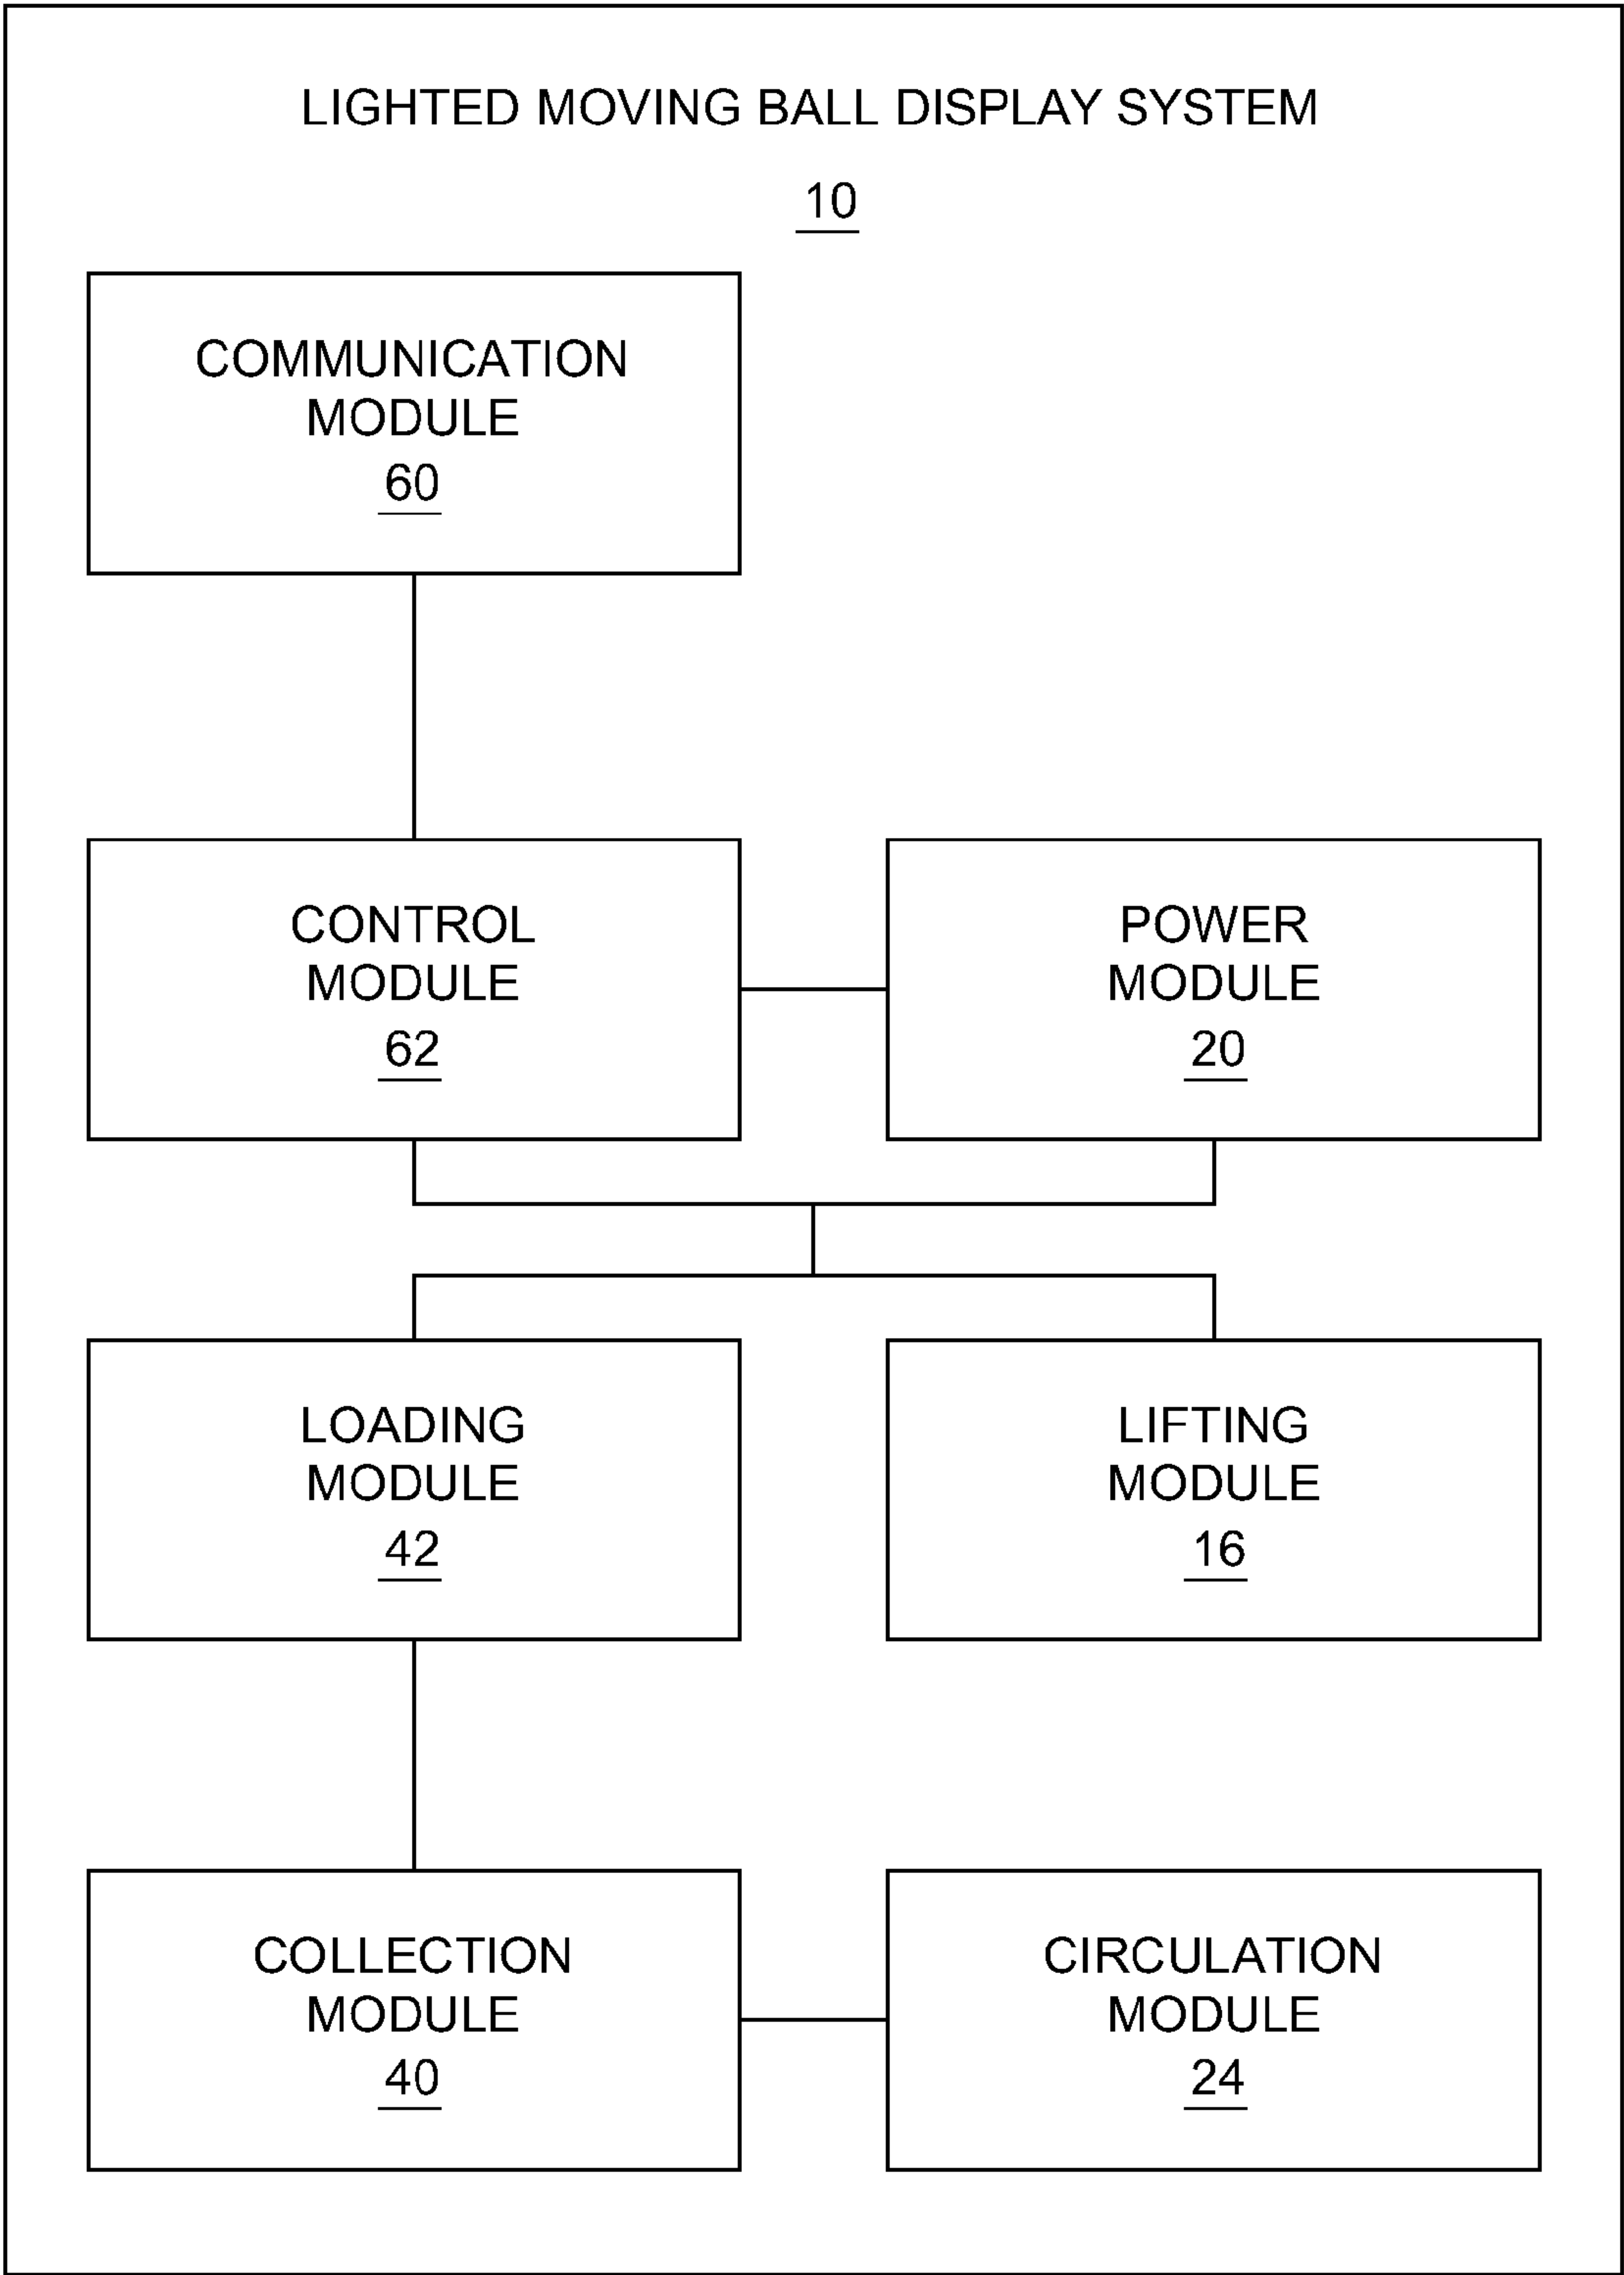 LIGHTED MOVING BALL DISPLAY SYSTEM
10
COMMUNICATION
MODULE
60
CONTROL
MODULE
62
POWER
MODULE
20
LOADING
MODULE
42
LIFTING
MODULE
16
COLLECTION
MODULE
40
CIRCULATION
MODULE
24